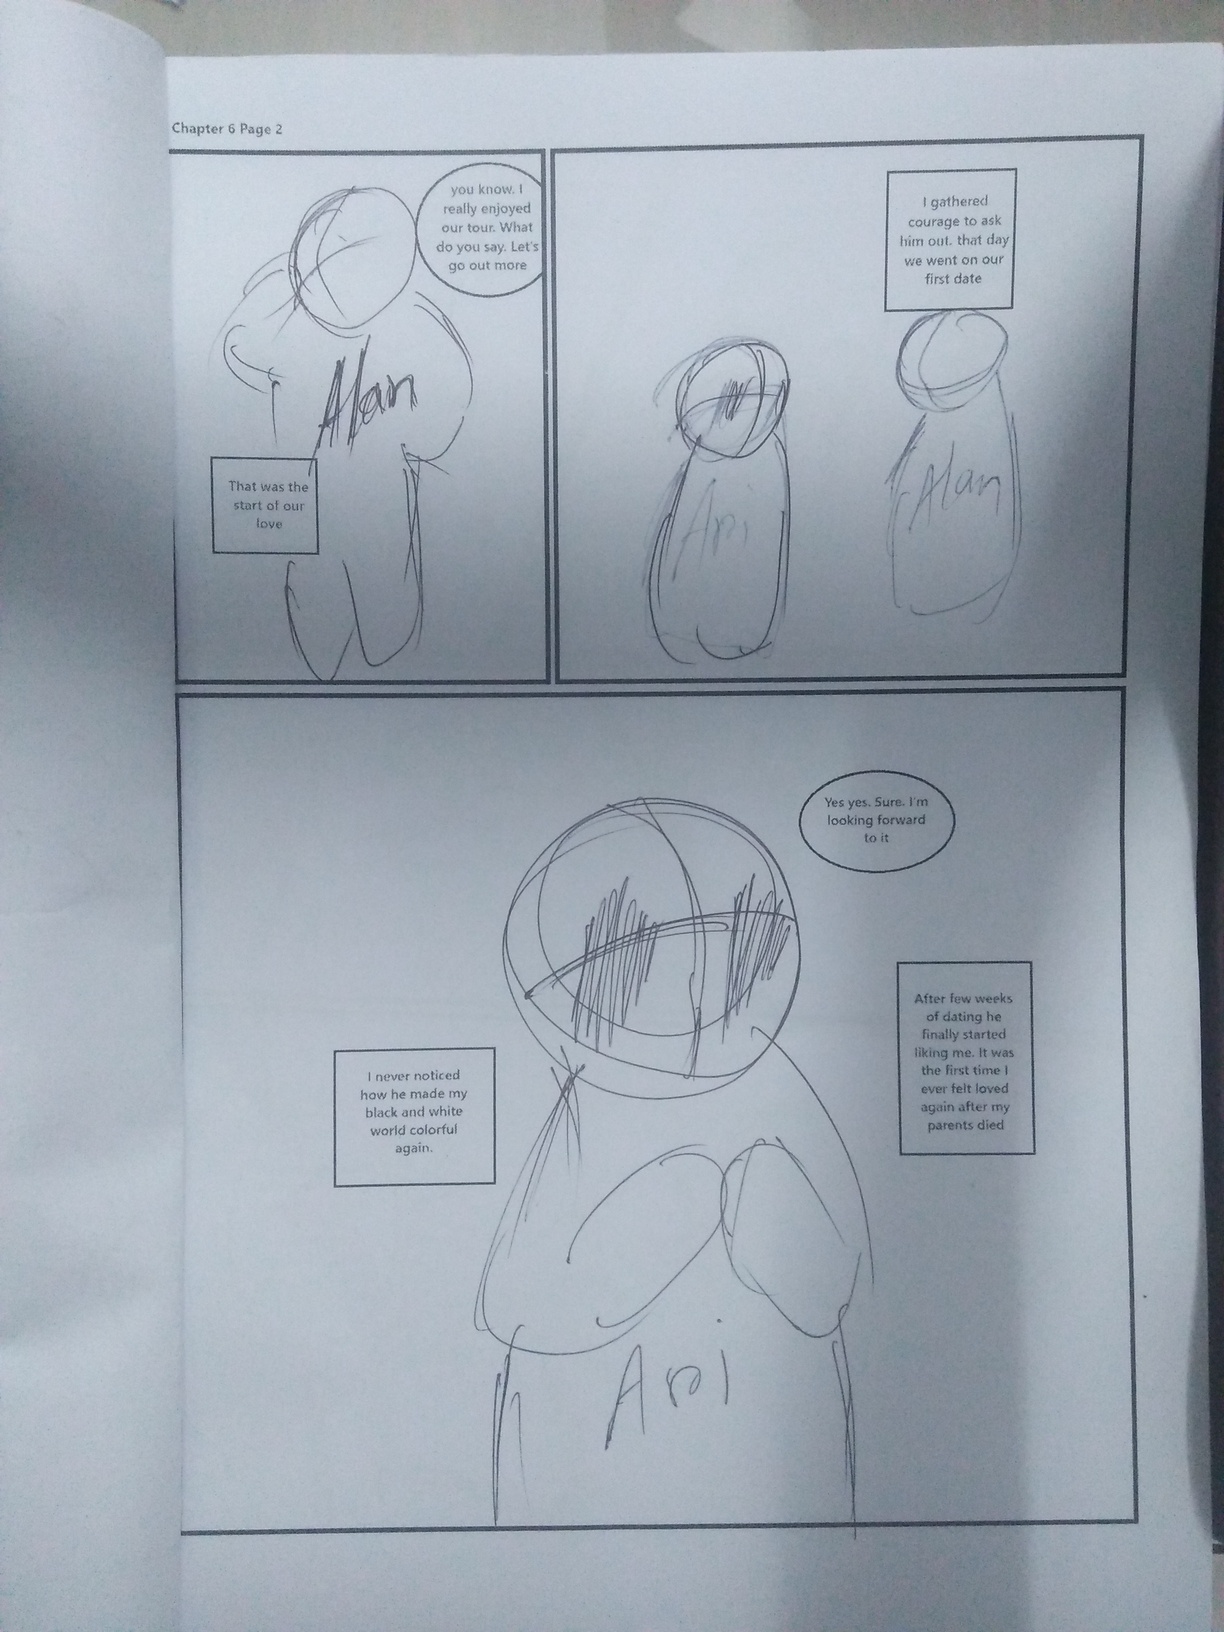 Chapter 6 Page 2
you know. I
really enjoyed
our tour. What
do you say. Let's
go out more
Alan
That was the
start of our
love
I gathered
courage to ask
him out. that day
we went on our
first date
Ani
Alan
Yes yes. Sure. I'm
looking forward
to it
After few weeks
of dating he
finally started
liking me. It was
the first time I
ever felt loved
again after my
parents died
I never noticed
how he made my
black and white
world colorful
again.
Ani